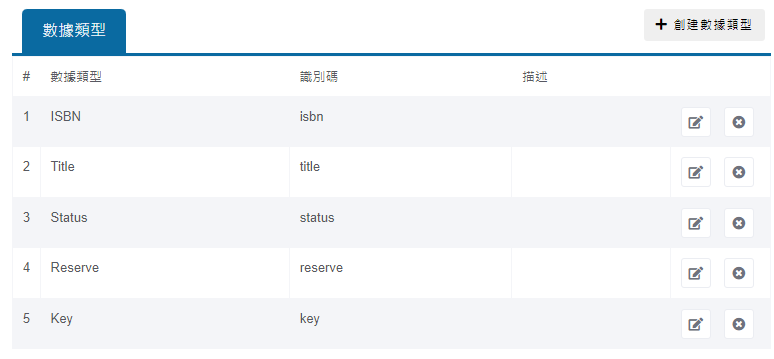 數據類型
+ 創建數據類型
# 數據類型 識別碼 描述
1 ISBN isbn
2 Title title
3 Status status
4 Reserve reserve
5 Key key